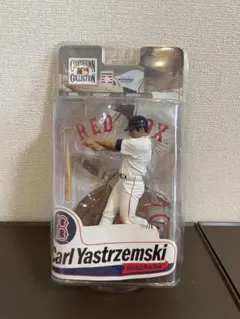 COOPERSTOWN
COLLECTION
RED SOX
B
Carl Yastrzemski